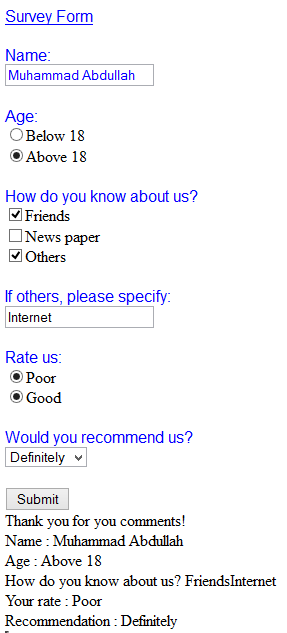 Survey Form
Name:
Muhammad Abdullah
Age:
Below 18
Above 18
How do you know about us?
Friends
News paper
Others
If others, please specify:
Internet
Rate us:
Poor
Good
Would you recommend us?
Definitely
Submit
Thank you for you comments!
Name : Muhammad Abdullah
Age : Above 18
How do you know about us? FriendsInternet
Your rate : Poor
Recommendation : Definitely
"